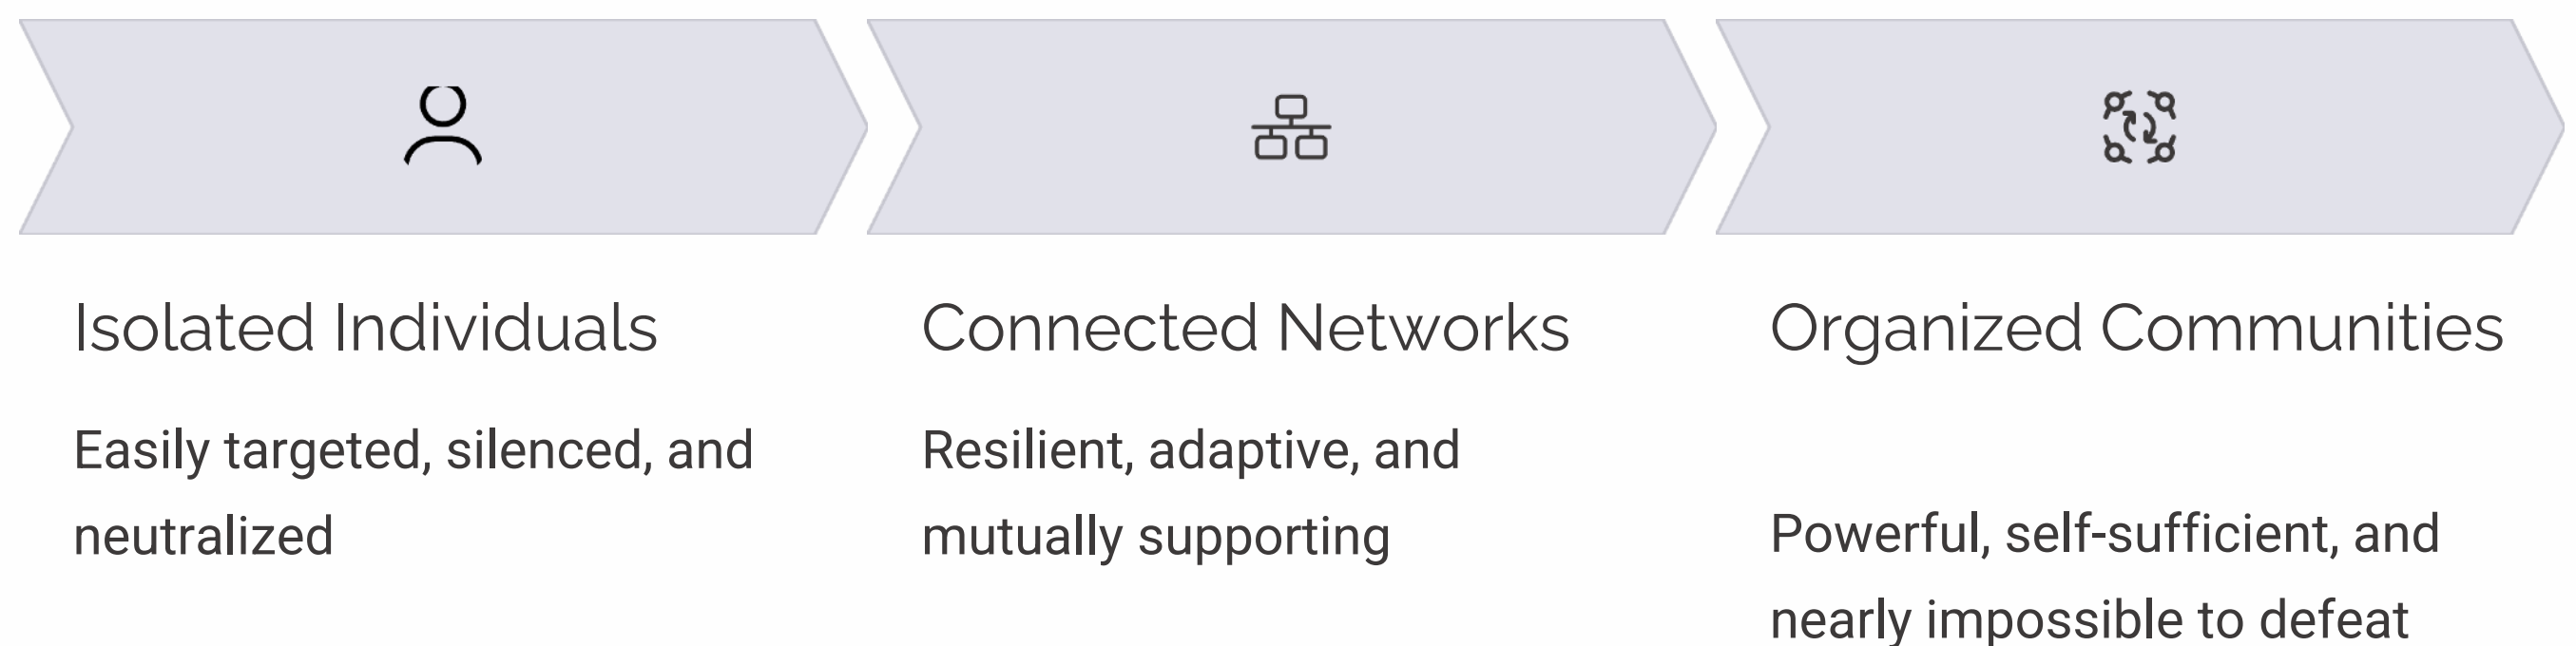 Isolated Individuals
Easily targeted, silenced, and
neutralized
Connected Networks
Resilient, adaptive, and
mutually supporting
Organized Communities
Powerful, self-sufficient, and
nearly impossible to defeat